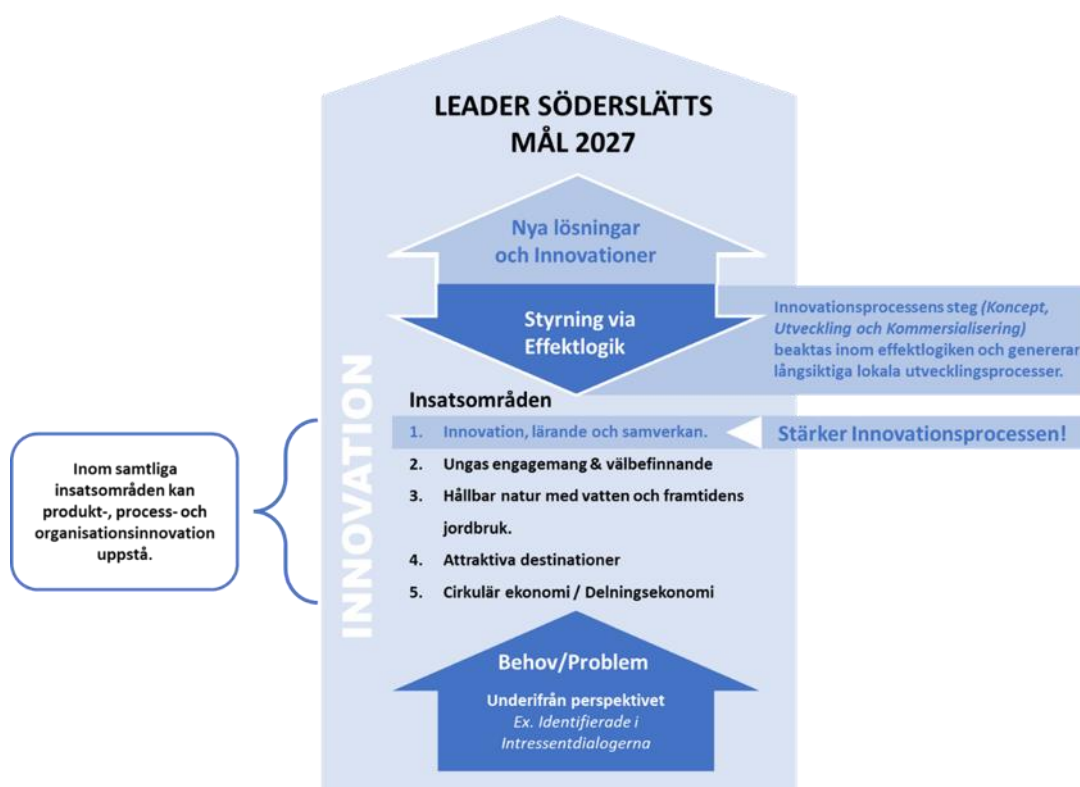 LEADER SÖDERSLÄTTS
MÅL 2027
Nya lösningar
och Innovationer
Styrning via
Effektlogik
Innovationsprocessens steg (Koncept,
Utveckling och Kommersialisering)
beaktas inom effektlogiken och genererar
långsiktiga lokala utvecklingsprocesser.
INNOVATION
Insatsområden
1. Innovation, lärande och samverkan.
Stärker Innovationsprocessen!
2. Ungas engagemang & välbefinnande
3. Hållbar natur med vatten och framtidens
jordbruk.
4. Attraktiva destinationer
5. Cirkulär ekonomi / Delningsekonomi
Inom samtliga
insatsområden kan
produkt-, process- och
organisationsinnovation
uppstå.
Behov/Problem
Underifrån perspektivet
Ex. Identifierade i
Intressentdialogerna